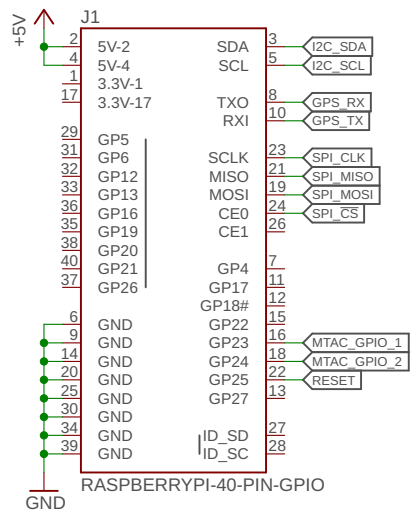 J1
+5V
2 5V-2 SDA 3 I2C_SDA
4 5V-4 SCL 5 I2C_SCL
1 3.3V-1
17 3.3V-17 TXO 8 GPS_RX
RXI 10 GPS_TX
29 GP5
31 GP6 SCLK 23 SPI_CLK
32 GP12 MISO 21 SPI_MISO
33 GP13 MOSI 19 SPI_MOSI
36 GP16 CE0 24 SPI_CS
35 GP19 CE1 26
38 GP20
40 GP21 GP4 7
37 GP26 GP17 11
GP18# 12
6 GND GP22 15
9 GND GP23 16 MTAC_GPIO_1
14 GND GP24 18 MTAC_GPIO_2
20 GND GP25 22 RESET
25 GND GP27 13
30 GND
34 GND ID_SD 27
39 GND ID_SC 28
RASPBERRYPI-40-PIN-GPIO
GND